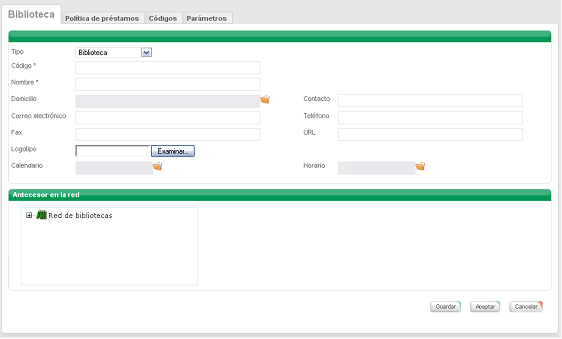 Biblioteca Política de préstamos Códigos Parámetros
Tipo Biblioteca
Código *
Nombre *
Domicilio Contacto
Correo electrónico Teléfono
Fax URL
Logotipo Examinar...
Calendario Horario
Antecesor en la red
Red de bibliotecas
Guardar Aceptar Cancelar